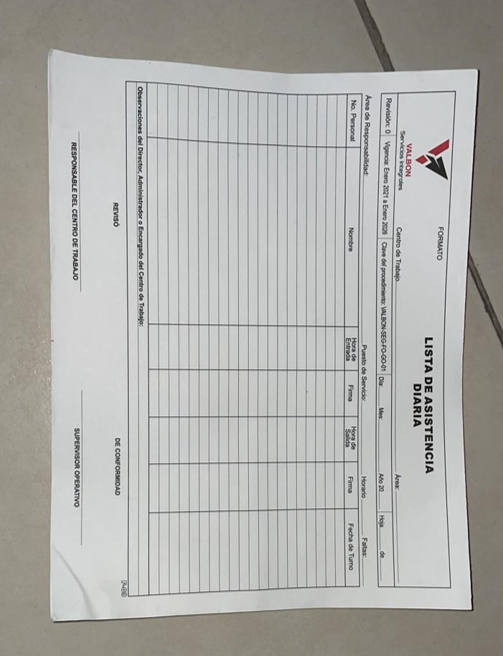 FORMATO
LISTA DE ASISTENCIA
DIARIA
VALBON
Servicios Integrales
Centro de Trabajo Área:
Revisión: 0 Vigencia: Enero 2021 a Enero 2026 Clave del procedimiento: VALBON-SEG-FO-GO-01 Día: Mes: Año 20 Hoja de
Área de Responsabilidad: Puesto de Servicio: Horario Faltas:
No. Personal Nombre Hora de Entrada Firma Hora de Salida Firma Fecha de Turno
Observaciones del Director, Administrador o Encargado del Centro de Trabajo:
REVISÓ DE CONFORMIDAD
RESPONSABLE DEL CENTRO DE TRABAJO SUPERVISOR OPERATIVO